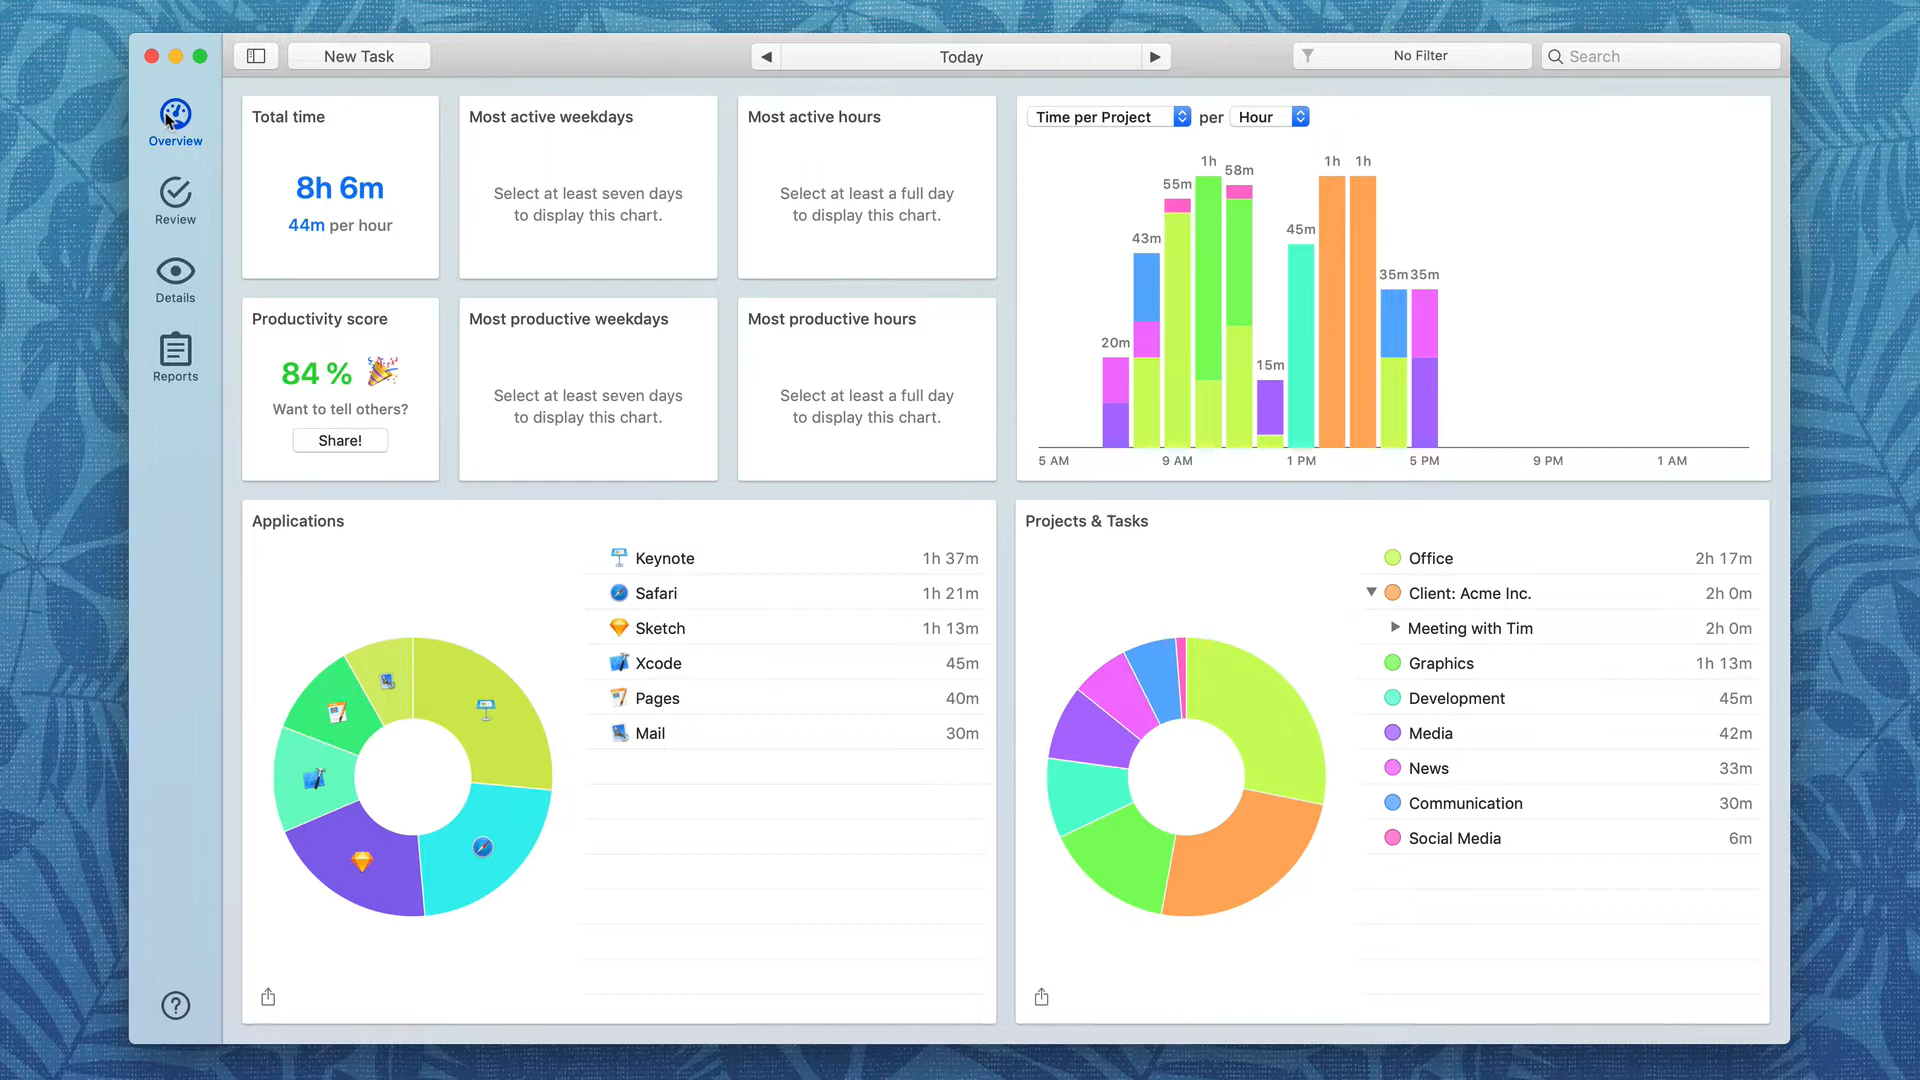 New Task
Today
No Filter
Search
Overview
Review
Details
Reports
Total time
8h 6m
44m per hour
Most active weekdays
Select at least seven days
to display this chart.
Most active hours
Select at least a full day
to display this chart.
Productivity score
84 %
Want to tell others?
Share!
Most productive weekdays
Select at least seven days
to display this chart.
Most productive hours
Select at least a full day
to display this chart.
Time per Project per Hour
20m
43m
55m
1h
58m
15m
45m
1h
1h
35m
35m
5 AM
9 AM
1 PM
5 PM
9 PM
1 AM
Applications
Keynote 1h 37m
Safari 1h 21m
Sketch 1h 13m
Xcode 45m
Pages 40m
Mail 30m
Projects & Tasks
Office 2h 17m
Client: Acme Inc. 2h 0m
Meeting with Tim 2h 0m
Graphics 1h 13m
Development 45m
Media 42m
News 33m
Communication 30m
Social Media 6m